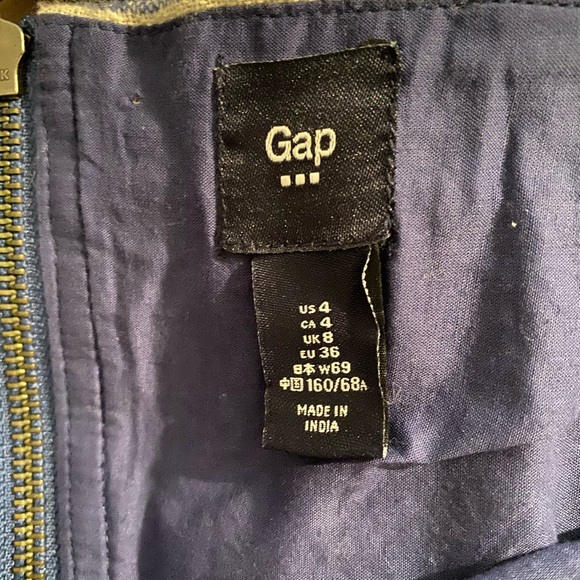 K
Gap
US 4
CA 4
UK 8
EU 36
日本 W69
中国 160/68A
MADE IN
INDIA